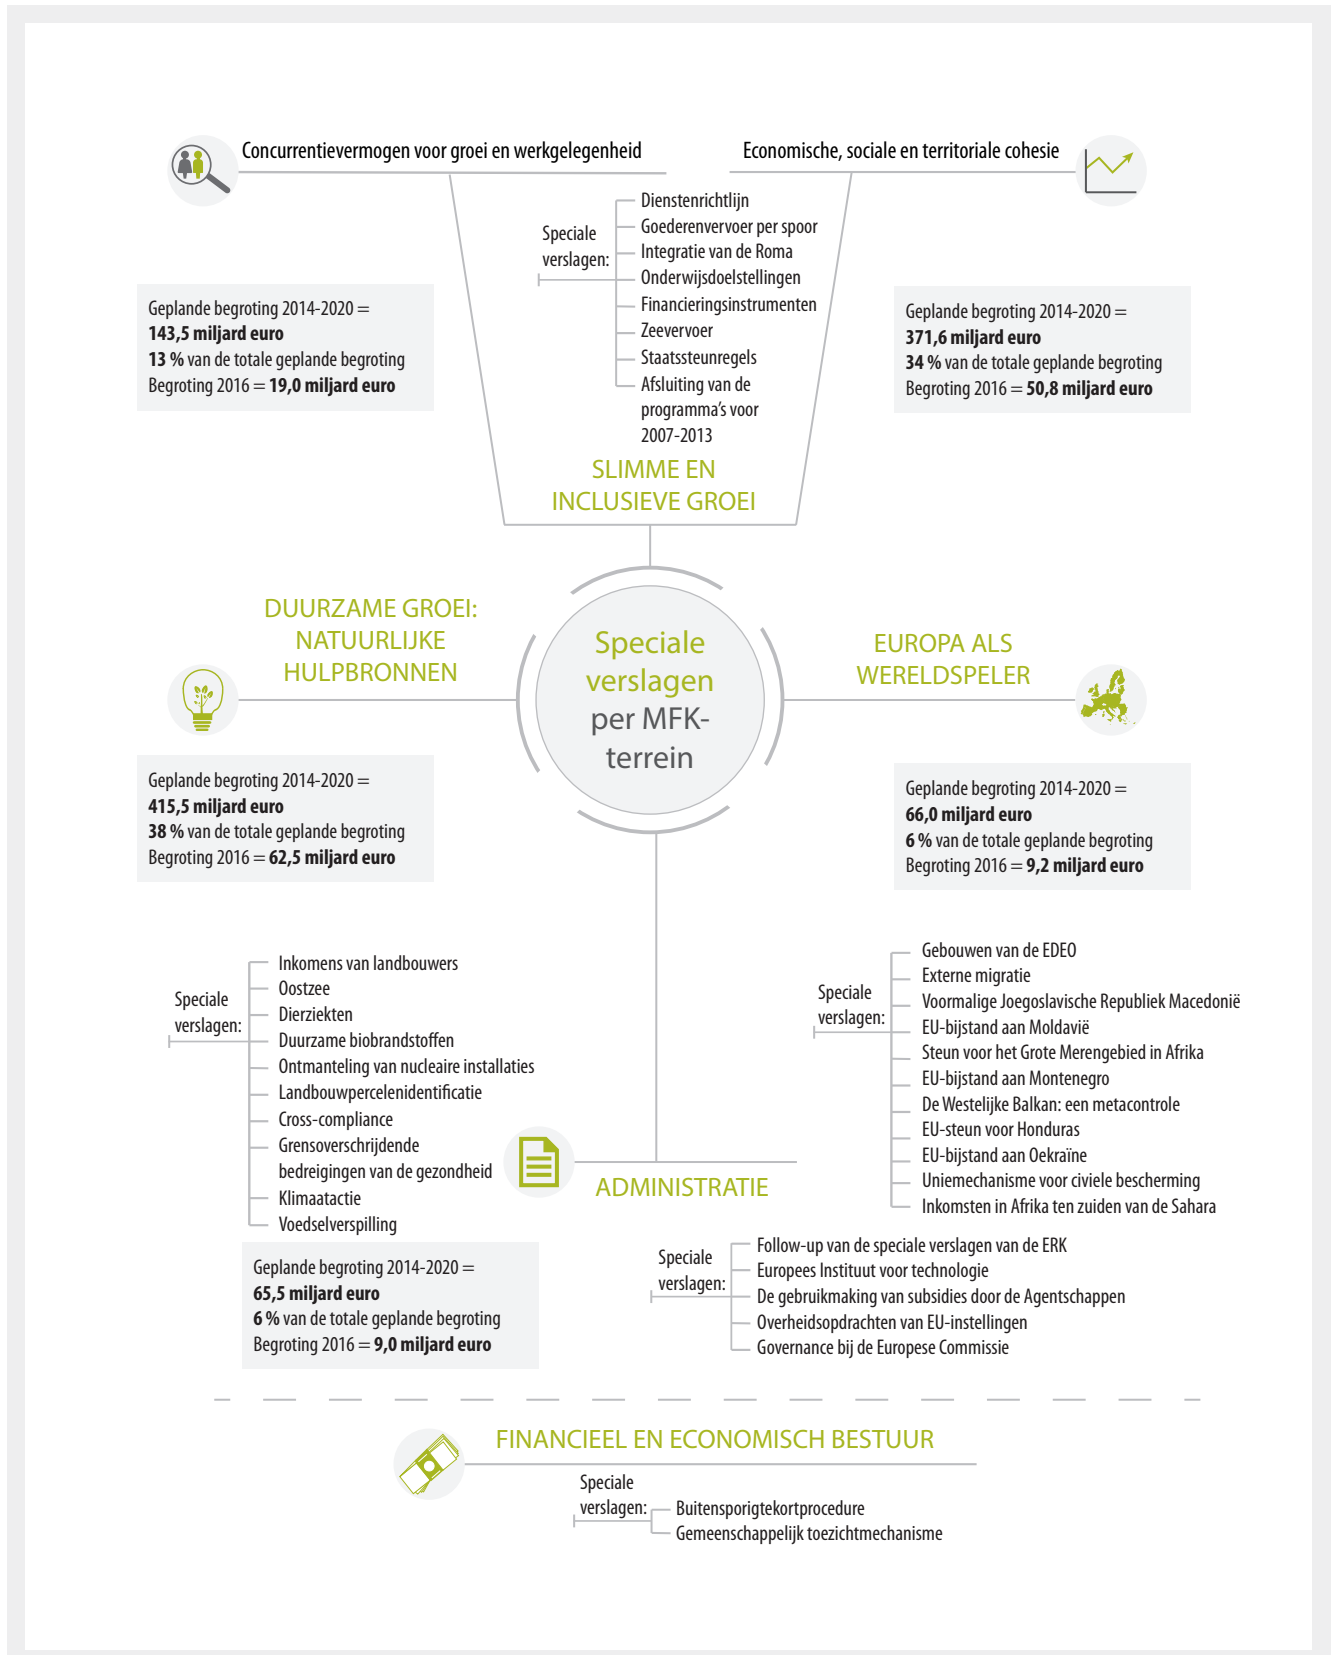 Concurrentievermogen voor groei en werkgelegenheid
Economische, sociale en territoriale cohesie
Speciale
verslagen:
Dienstenrichtlijn
Goederenvervoer per spoor
Integratie van de Roma
Onderwijsdoelstellingen
Financieringsinstrumenten
Zeevervoer
Staatssteunregels
Afsluiting van de
programma's voor
2007-2013
Geplande begroting 2014-2020 =
143,5 miljard euro
13 % van de totale geplande begroting
Begroting 2016 = 19,0 miljard euro
Geplande begroting 2014-2020 =
371,6 miljard euro
34 % van de totale geplande begroting
Begroting 2016 = 50,8 miljard euro
SLIMME EN
INCLUSIEVE GROEI
DUURZAME GROEI:
NATUURLIJKE
HULPBRONNEN
Speciale
verslagen
per MFK-
terrein
EUROPA ALS
WERELDSPELER
Geplande begroting 2014-2020 =
415,5 miljard euro
38 % van de totale geplande begroting
Begroting 2016 = 62,5 miljard euro
Geplande begroting 2014-2020 =
66,0 miljard euro
6 % van de totale geplande begroting
Begroting 2016 = 9,2 miljard euro
Speciale
verslagen:
Inkomens van landbouwers
Oostzee
Dierziekten
Duurzame biobrandstoffen
Ontmanteling van nucleaire installaties
Landbouwpercelenidentificatie
Cross-compliance
Grensoverschrijdende
bedreigingen van de gezondheid
Klimaatactie
Voedselverspilling
Speciale
verslagen:
Gebouwen van de EDEO
Externe migratie
Voormalige Joegoslavische Republiek Macedonië
EU-bijstand aan Moldavië
Steun voor het Grote Merengebied in Afrika
EU-bijstand aan Montenegro
De Westelijke Balkan: een metacontrole
EU-steun voor Honduras
EU-bijstand aan Oekraïne
Uniemechanisme voor civiele bescherming
Inkomsten in Afrika ten zuiden van de Sahara
ADMINISTRATIE
Geplande begroting 2014-2020 =
65,5 miljard euro
6 % van de totale geplande begroting
Begroting 2016 = 9,0 miljard euro
Speciale
verslagen:
Follow-up van de speciale verslagen van de ERK
Europees Instituut voor technologie
De gebruikmaking van subsidies door de Agentschappen
Overheidsopdrachten van EU-instellingen
Governance bij de Europese Commissie
FINANCIEEL EN ECONOMISCH BESTUUR
Speciale
verslagen:
Buitensporigtekortprocedure
Gemeenschappelijk toezichtmechanisme